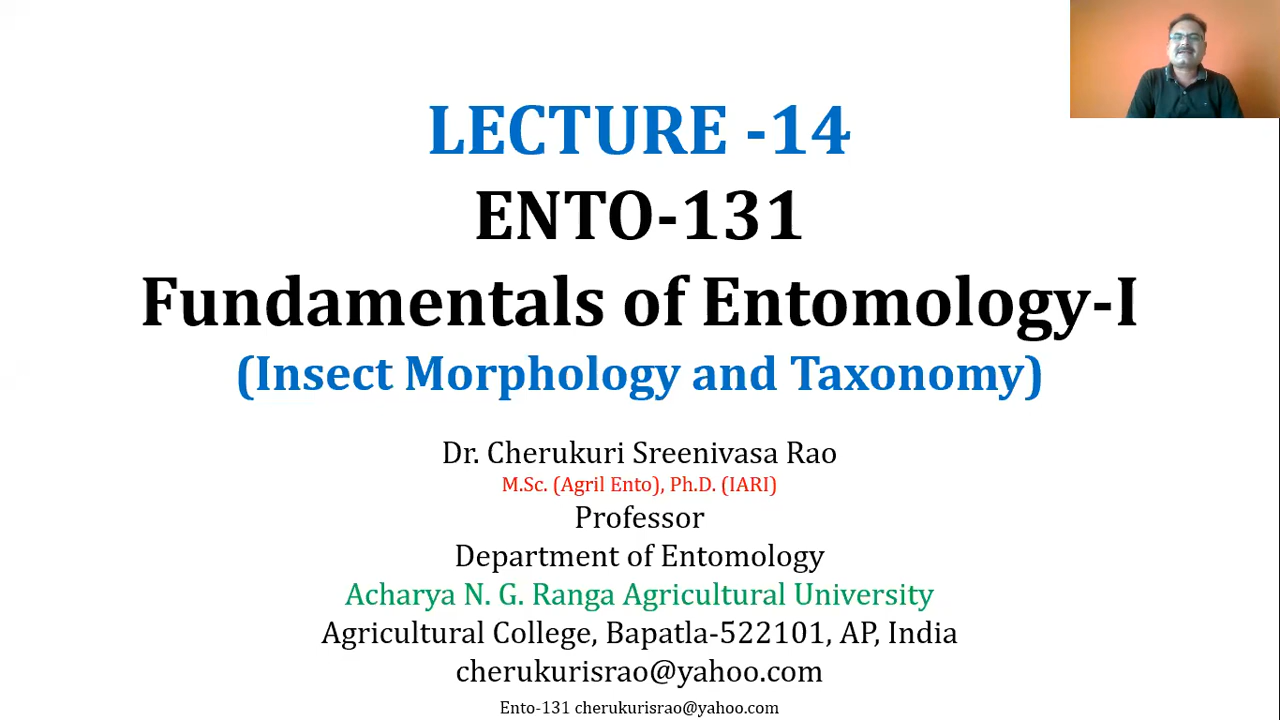 LECTURE -14
ENTO-131
Fundamentals of Entomology-I
(Insect Morphology and Taxonomy)
Dr. Cherukuri Sreenivasa Rao
M.Sc. (Agril Ento), Ph.D. (IARI)
Professor
Department of Entomology
Acharya N. G. Ranga Agricultural University
Agricultural College, Bapatla-522101, AP, India
cherukurisrao@yahoo.com
Ento-131 cherukurisrao@yahoo.com